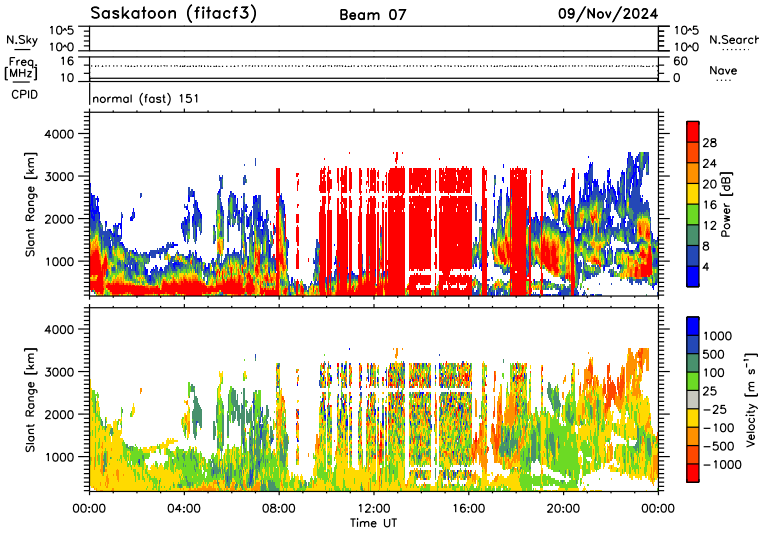 Saskatoon (fitacf3) Beam 07 09/Nov/2024
N.Sky 10^5 10^0 10^5 10^0 N.Search
Freq. [MHz] 16 10 60 0 Nave
CPID normal (fast) 151
Slant Range [km] 4000 3000 2000 1000
Power [dB] 28 24 20 16 12 8 4
Slant Range [km] 4000 3000 2000 1000
Velocity [m s⁻¹] 1000 500 100 25 −25 −100 −500 −1000
00:00 04:00 08:00 12:00 16:00 20:00 00:00
Time UT